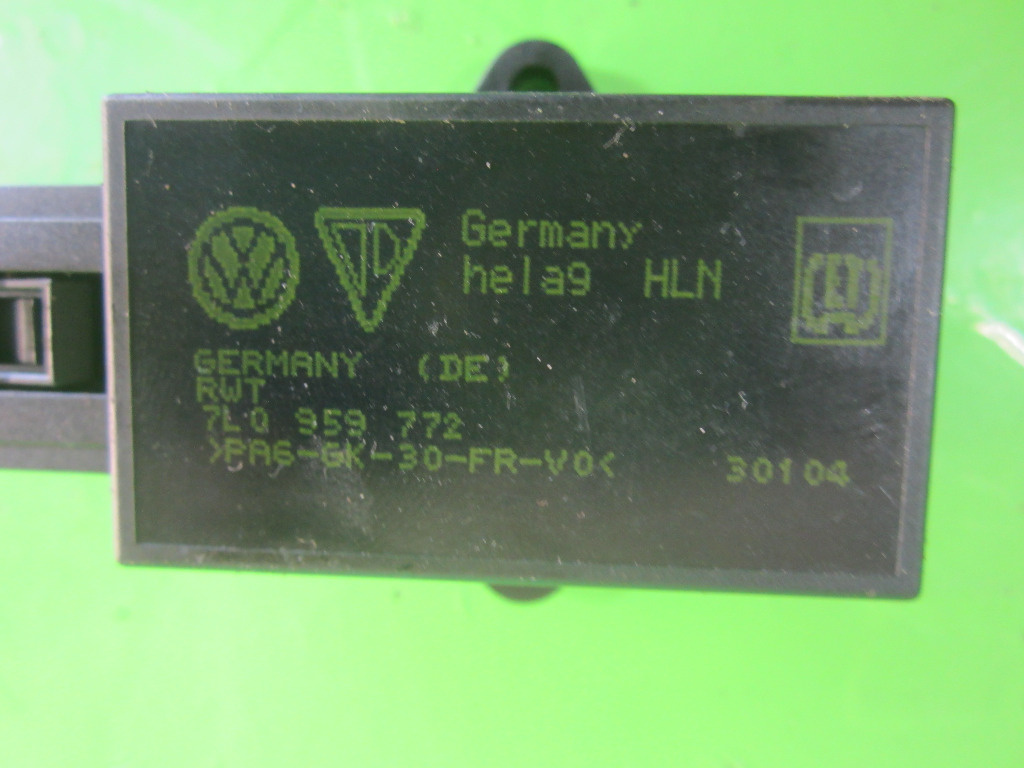 Germany
hela9 HLN
GERMANY (DE)
RWT
7L0 959 772
>PA6-GK-30-FR-V0< 30104